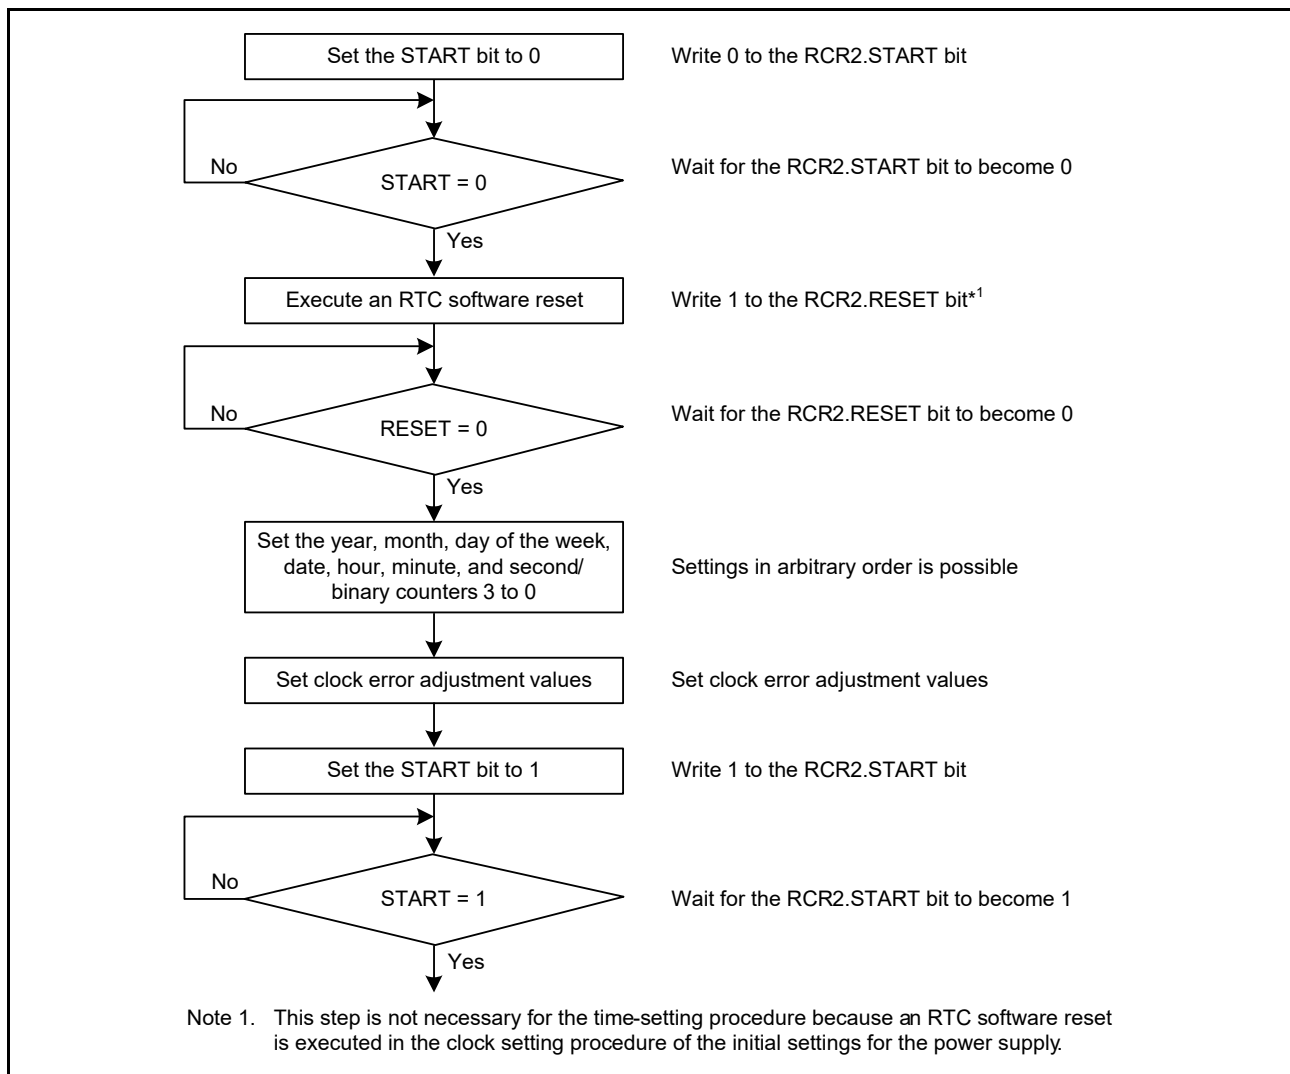 Set the START bit to 0
Write 0 to the RCR2.START bit
No
START = 0
Wait for the RCR2.START bit to become 0
Yes
Execute an RTC software reset
Write 1 to the RCR2.RESET bit*1
No
RESET = 0
Wait for the RCR2.RESET bit to become 0
Yes
Set the year, month, day of the week,
date, hour, minute, and second/
binary counters 3 to 0
Settings in arbitrary order is possible
Set clock error adjustment values
Set clock error adjustment values
Set the START bit to 1
Write 1 to the RCR2.START bit
No
START = 1
Wait for the RCR2.START bit to become 1
Yes
Note 1. This step is not necessary for the time-setting procedure because an RTC software reset
is executed in the clock setting procedure of the initial settings for the power supply.